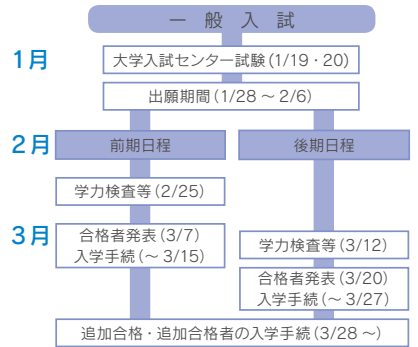 一般入試
1月
大学入試センター試験(1/19・20)
出願期間(1/28～2/6)
2月
前期日程
後期日程
学力検査等(2/25)
3月
合格者発表(3/7)
入学手続(～3/15)
学力検査等(3/12)
合格者発表(3/20)
入学手続(～3/27)
追加合格・追加合格者の入学手続(3/28～)